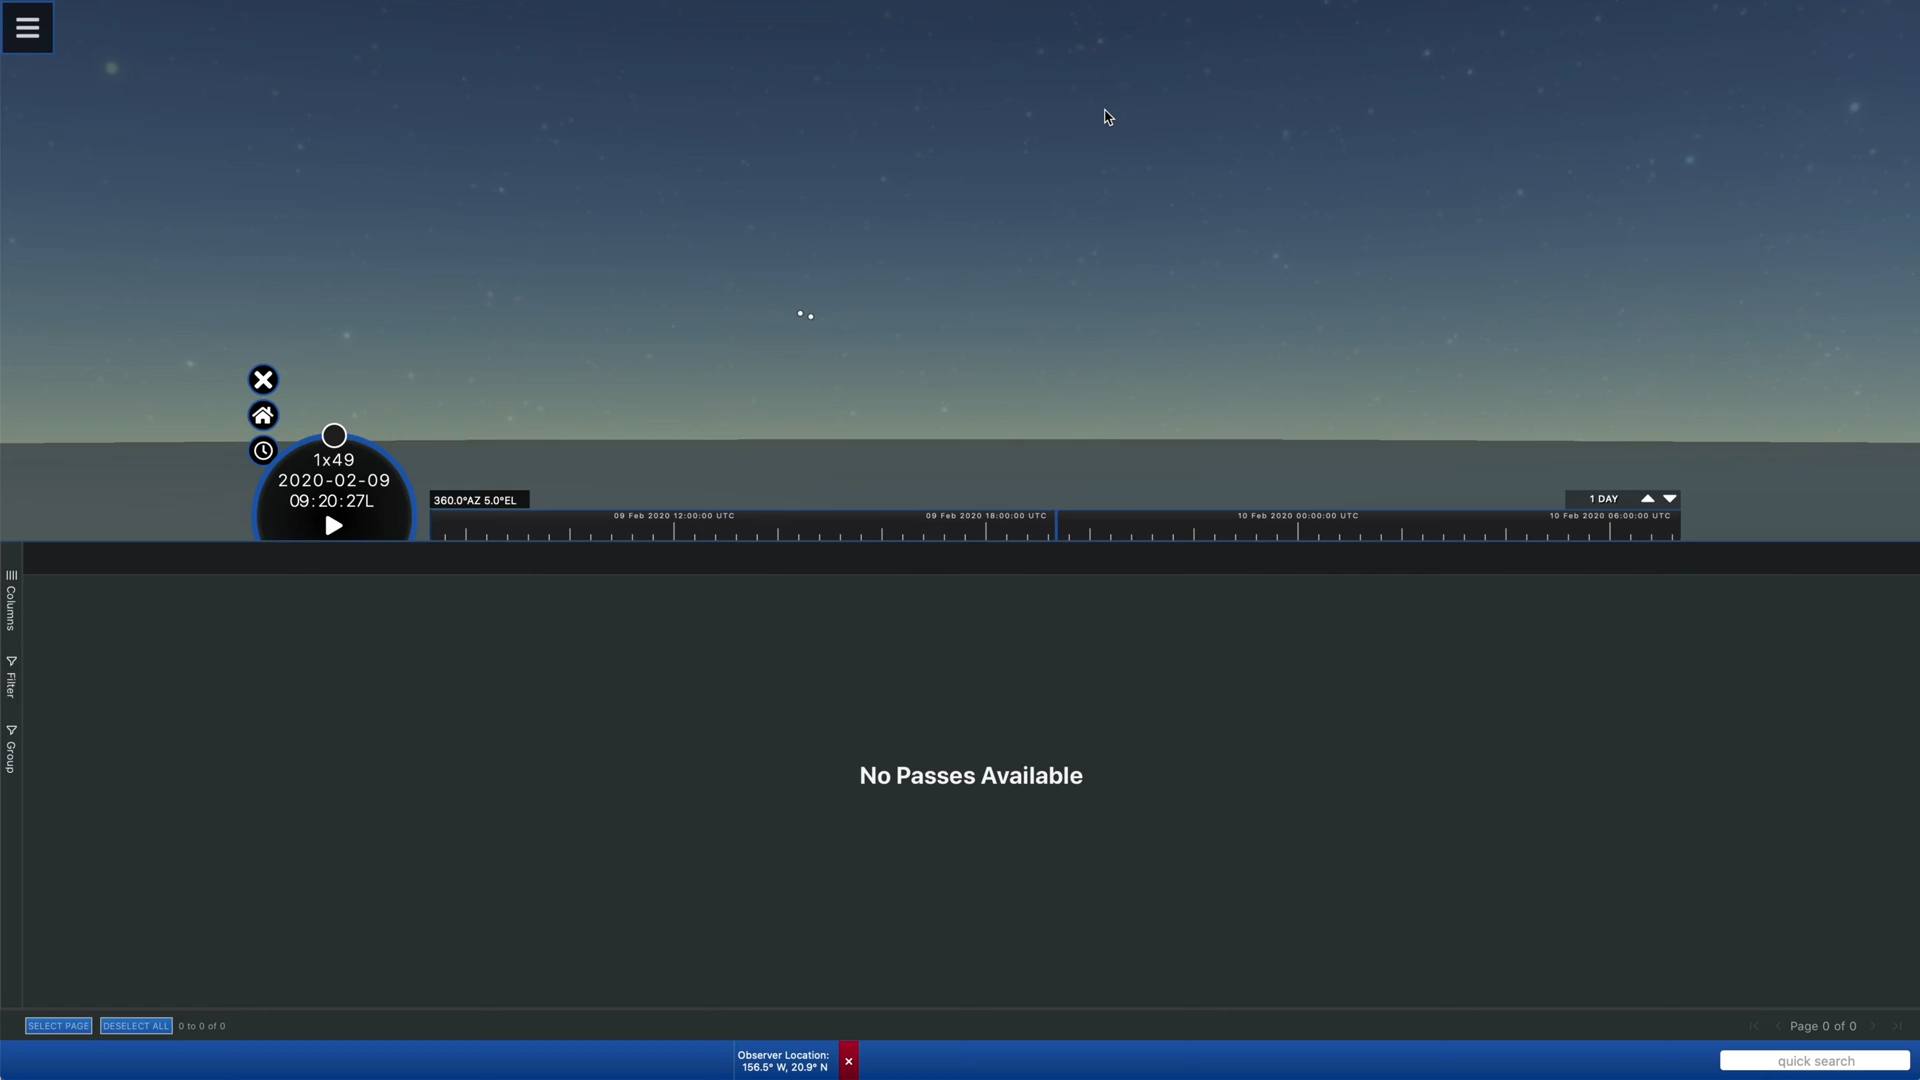 1x49
2020-02-09
09:20:27L
360.0°AZ 5.0°EL
1 DAY
09 Feb 2020 12:00:00 UTC
09 Feb 2020 18:00:00 UTC
10 Feb 2020 00:00:00 UTC
10 Feb 2020 06:00:00 UTC
Columns
Filter
Group
No Passes Available
SELECT PAGE
DESELECT ALL
0 to 0 of 0
Page 0 of 0
Observer Location:
156.5° W, 20.9° N
quick search